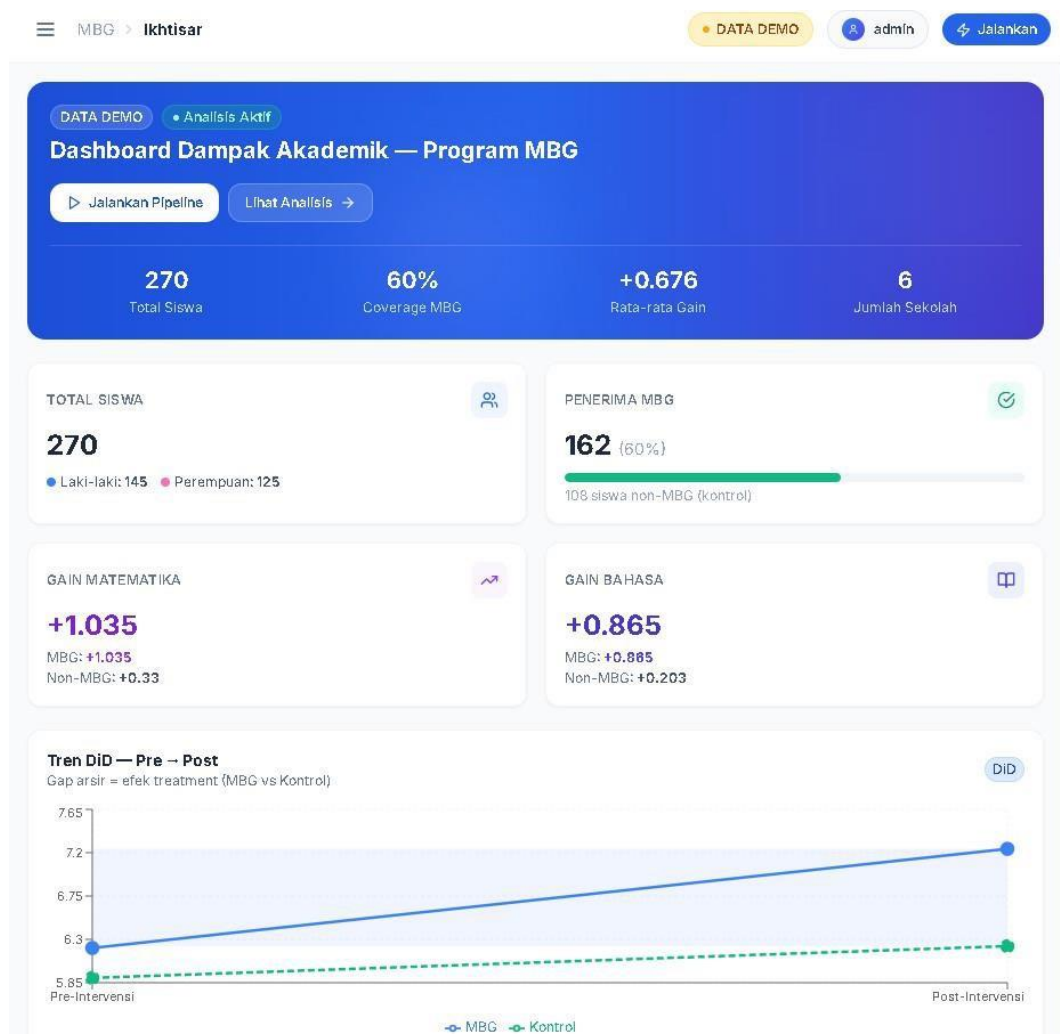 MBG > Ikhtisar
• DATA DEMO
admin
Jalankan
DATA DEMO
• Analisis Aktif
Dashboard Dampak Akademik — Program MBG
Jalankan Pipeline
Lihat Analisis →
270
Total Siswa
60%
Coverage MBG
+0.676
Rata-rata Gain
6
Jumlah Sekolah
TOTAL SISWA
270
Laki-laki: 145 Perempuan: 125
PENERIMA MBG
162 (60%)
108 siswa non-MBG (kontrol)
GAIN MATEMATIKA
+1.035
MBG: +1.035
Non-MBG: +0.33
GAIN BAHASA
+0.865
MBG: +0.865
Non-MBG: +0.203
Tren DiD — Pre → Post
Gap arsir = efek treatment (MBG vs Kontrol)
DiD
7.65
7.2
6.75
6.3
5.85
Pre-Intervensi
Post-Intervensi
MBG Kontrol